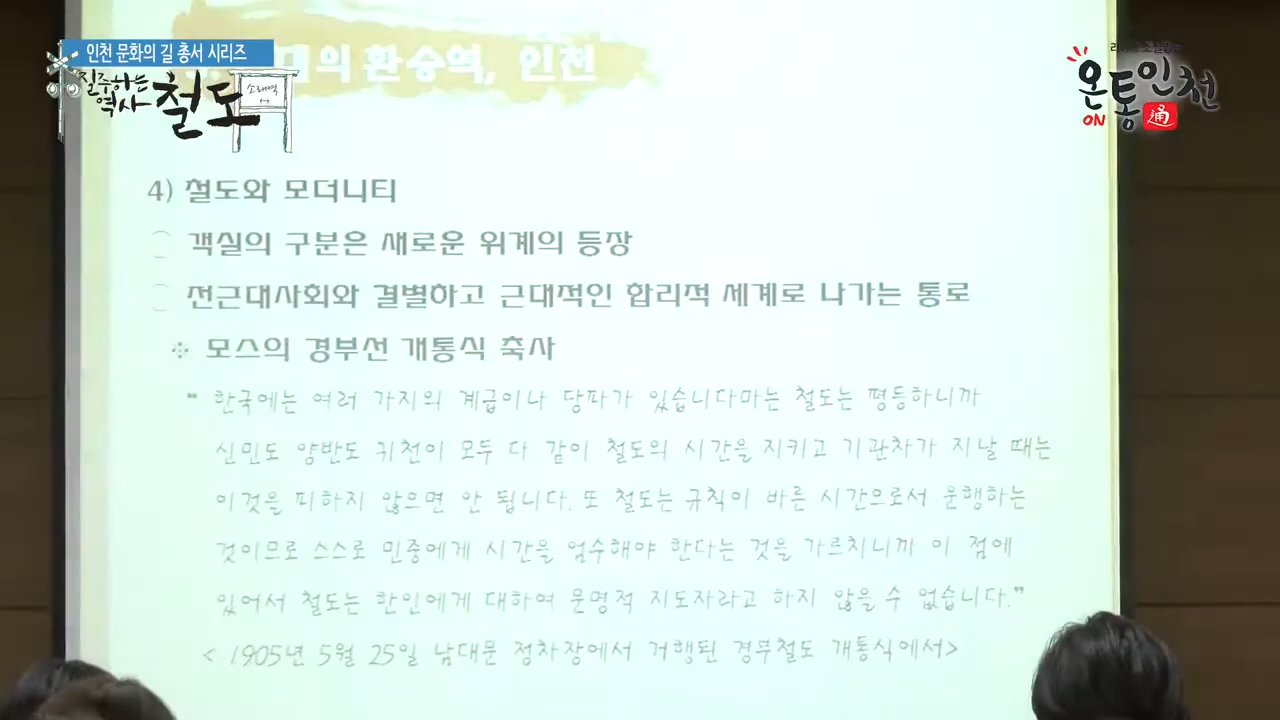 인천 문화의 길 총서 시리즈
질주하는
역사 철도
소래역
의 환승역, 인천
온통인천
ON 通
4) 철도와 모더니티
객실의 구분은 새로운 위계의 등장
전근대사회와 결별하고 근대적인 합리적 세계로 나가는 통로
※ 모스의 경부선 개통식 축사
" 한국에는 여러 가지의 계급이나 당파가 있습니다마는 철도는 평등하니까
신민도 양반도 귀천이 모두 다 같이 철도의 시간을 지키고 기관차가 지날 때는
이것을 피하지 않으면 안 됩니다. 또 철도는 규칙이 바른 시간으로서 운행하는
것이므로 스스로 민중에게 시간을 엄수해야 한다는 것을 가르치니까 이 점에
있어서 철도는 한인에게 대하여 문명적 지도자라고 하지 않을 수 없습니다."
< 1905년 5월 25일 남대문 정차장에서 거행된 경부철도 개통식에서>